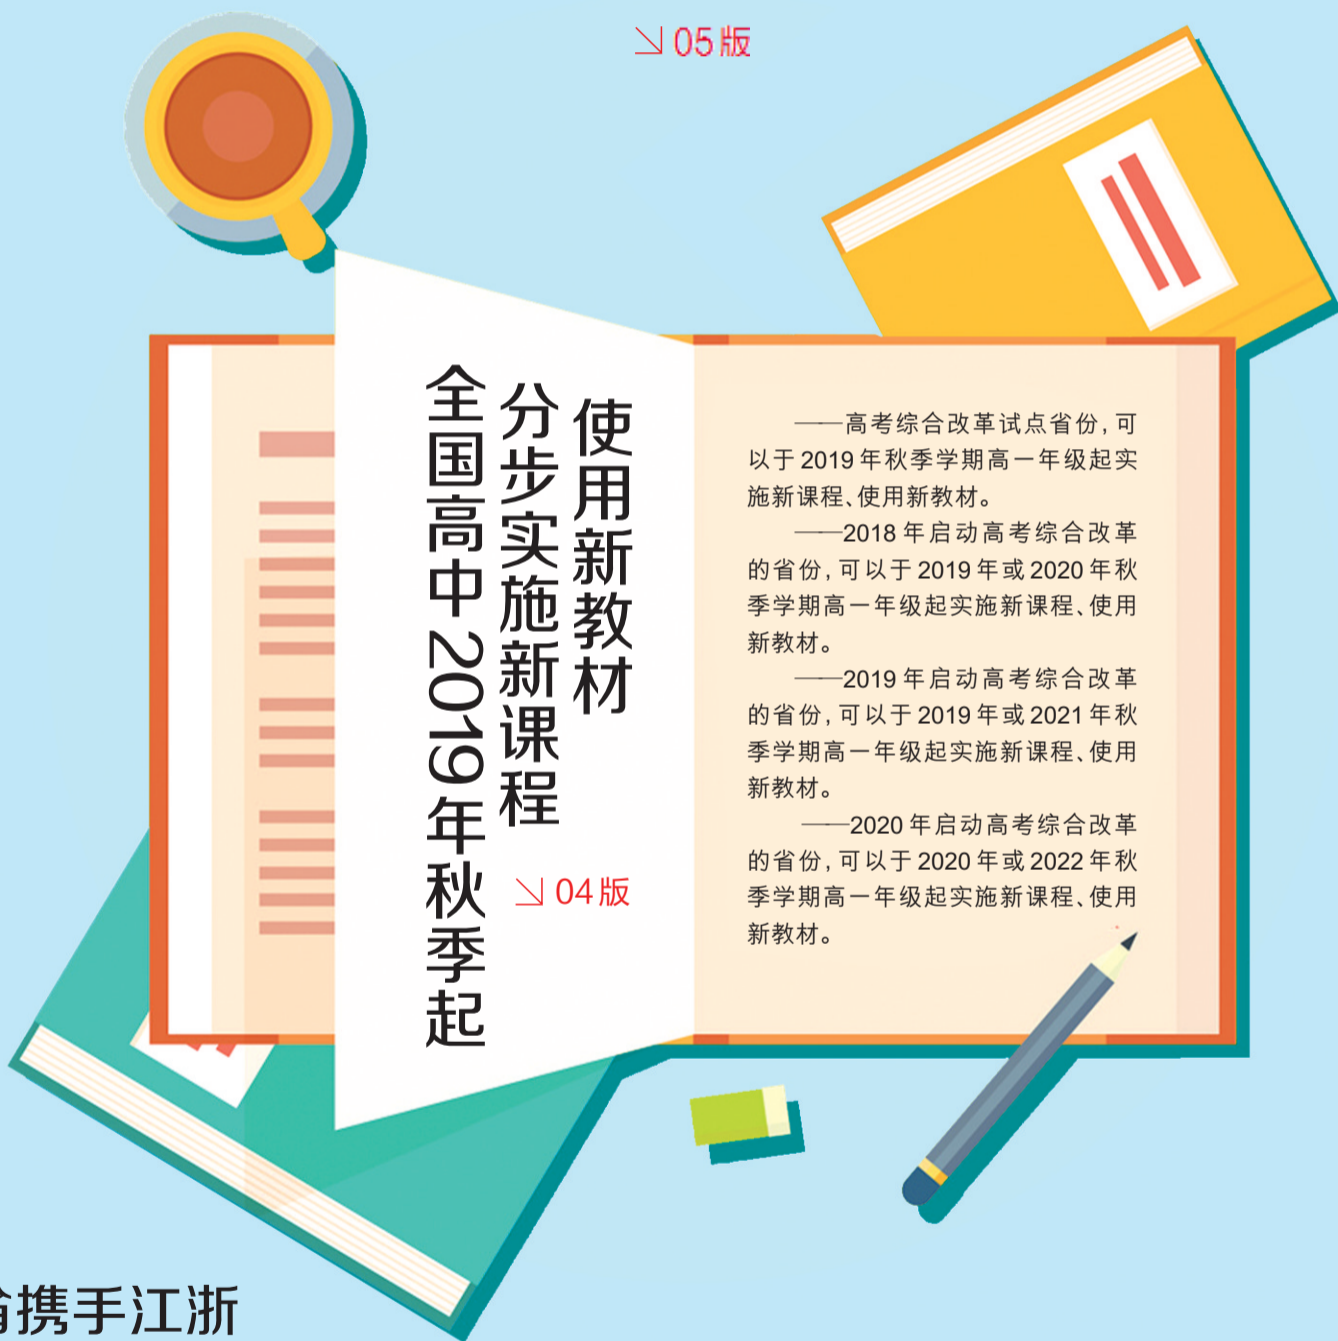 05版
全国高中2019年秋季起
分步实施新课程
使用新教材
04版
——高考综合改革试点省份,可
以于2019年秋季学期高一年级起实
施新课程、使用新教材。
——2018年启动高考综合改革
的省份,可以于2019年或2020年秋
季学期高一年级起实施新课程、使用
新教材。
——2019年启动高考综合改革
的省份,可以于2019年或2021年秋
季学期高一年级起实施新课程、使用
新教材。
——2020年启动高考综合改革
的省份,可以于2020年或2022年秋
季学期高一年级起实施新课程、使用
新教材。
携手江浙